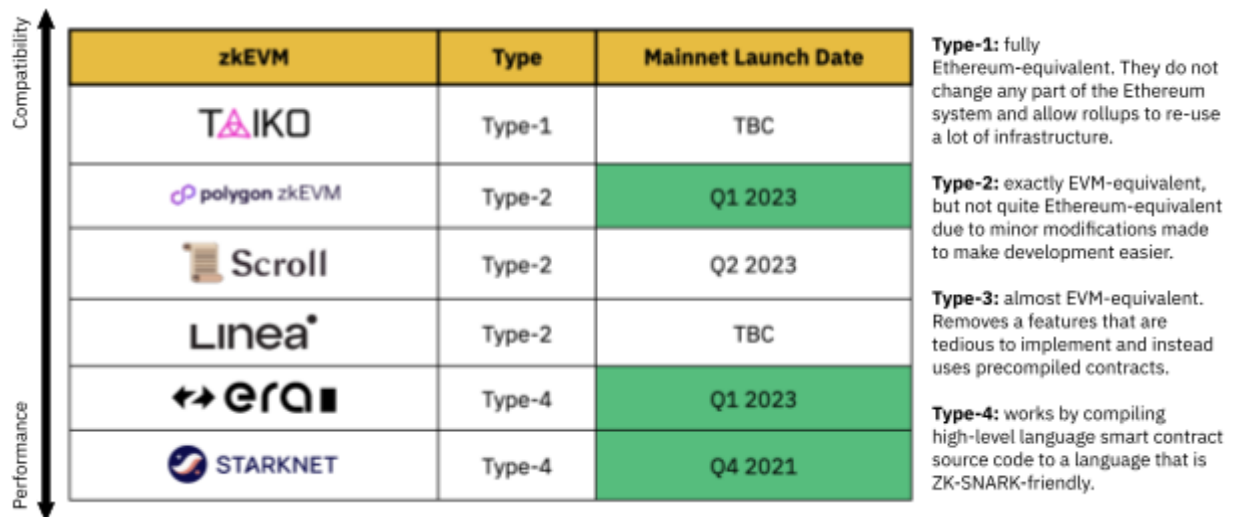 Compatibility
Performance
zkEVM Type Mainnet Launch Date
TAIKO Type-1 TBC
polygon zkEVM Type-2 Q1 2023
Scroll Type-2 Q2 2023
Linea Type-2 TBC
era Type-4 Q1 2023
STARKNET Type-4 Q4 2021
Type-1: fully
Ethereum-equivalent. They do not
change any part of the Ethereum
system and allow rollups to re-use
a lot of infrastructure.
Type-2: exactly EVM-equivalent,
but not quite Ethereum-equivalent
due to minor modifications made
to make development easier.
Type-3: almost EVM-equivalent.
Removes a features that are
tedious to implement and instead
uses precompiled contracts.
Type-4: works by compiling
high-level language smart contract
source code to a language that is
ZK-SNARK-friendly.